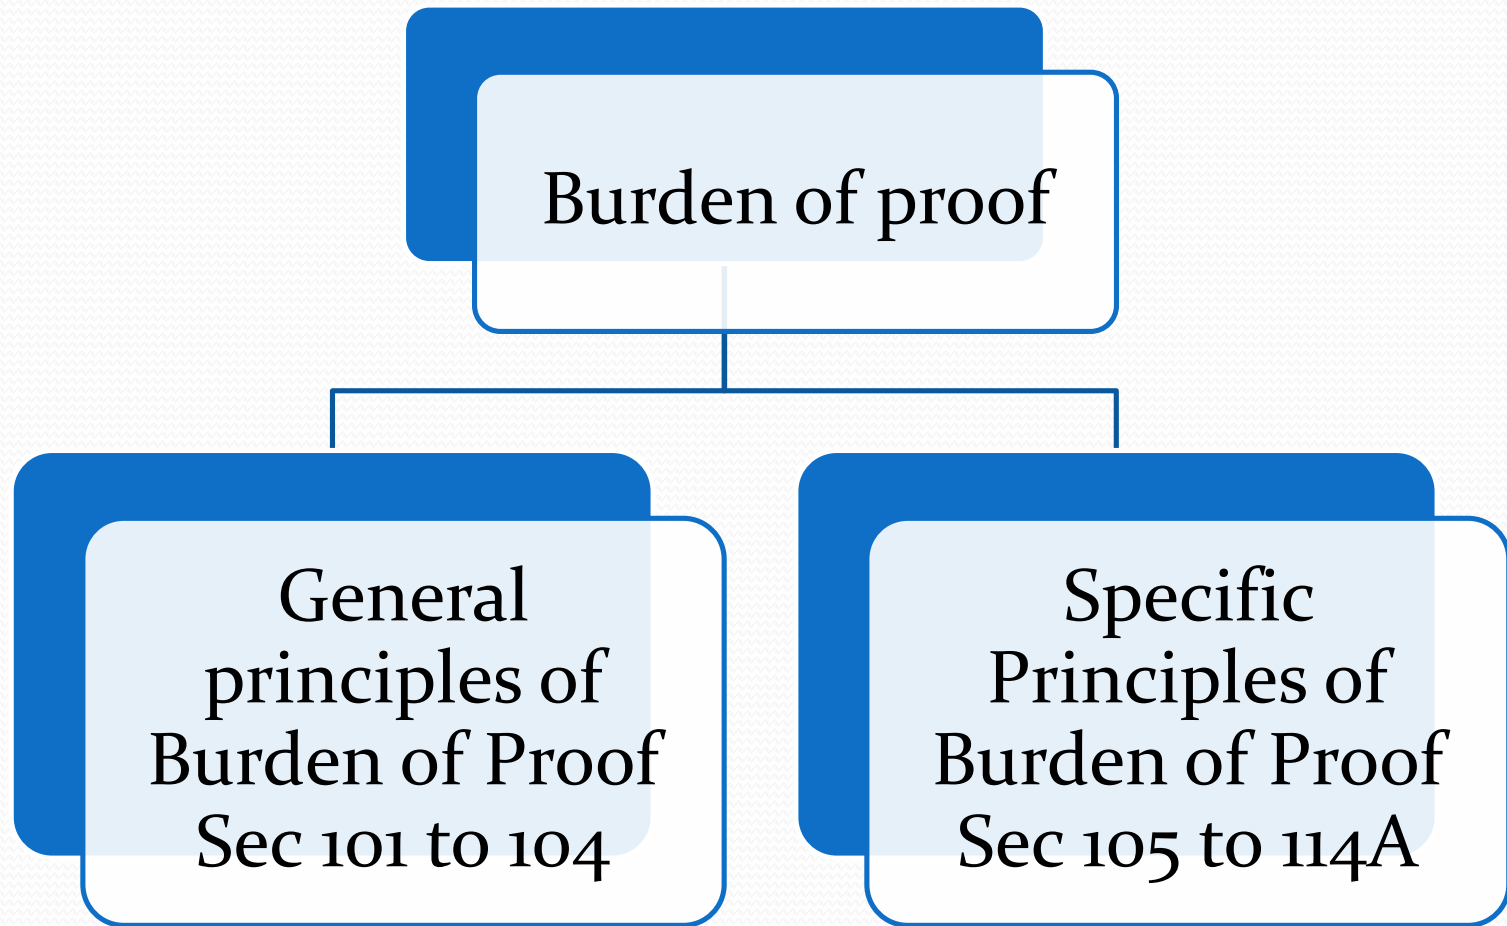 Burden of proof
General
principles of
Burden of Proof
Sec 101 to 104
Specific
Principles of
Burden of Proof
Sec 105 to 114A